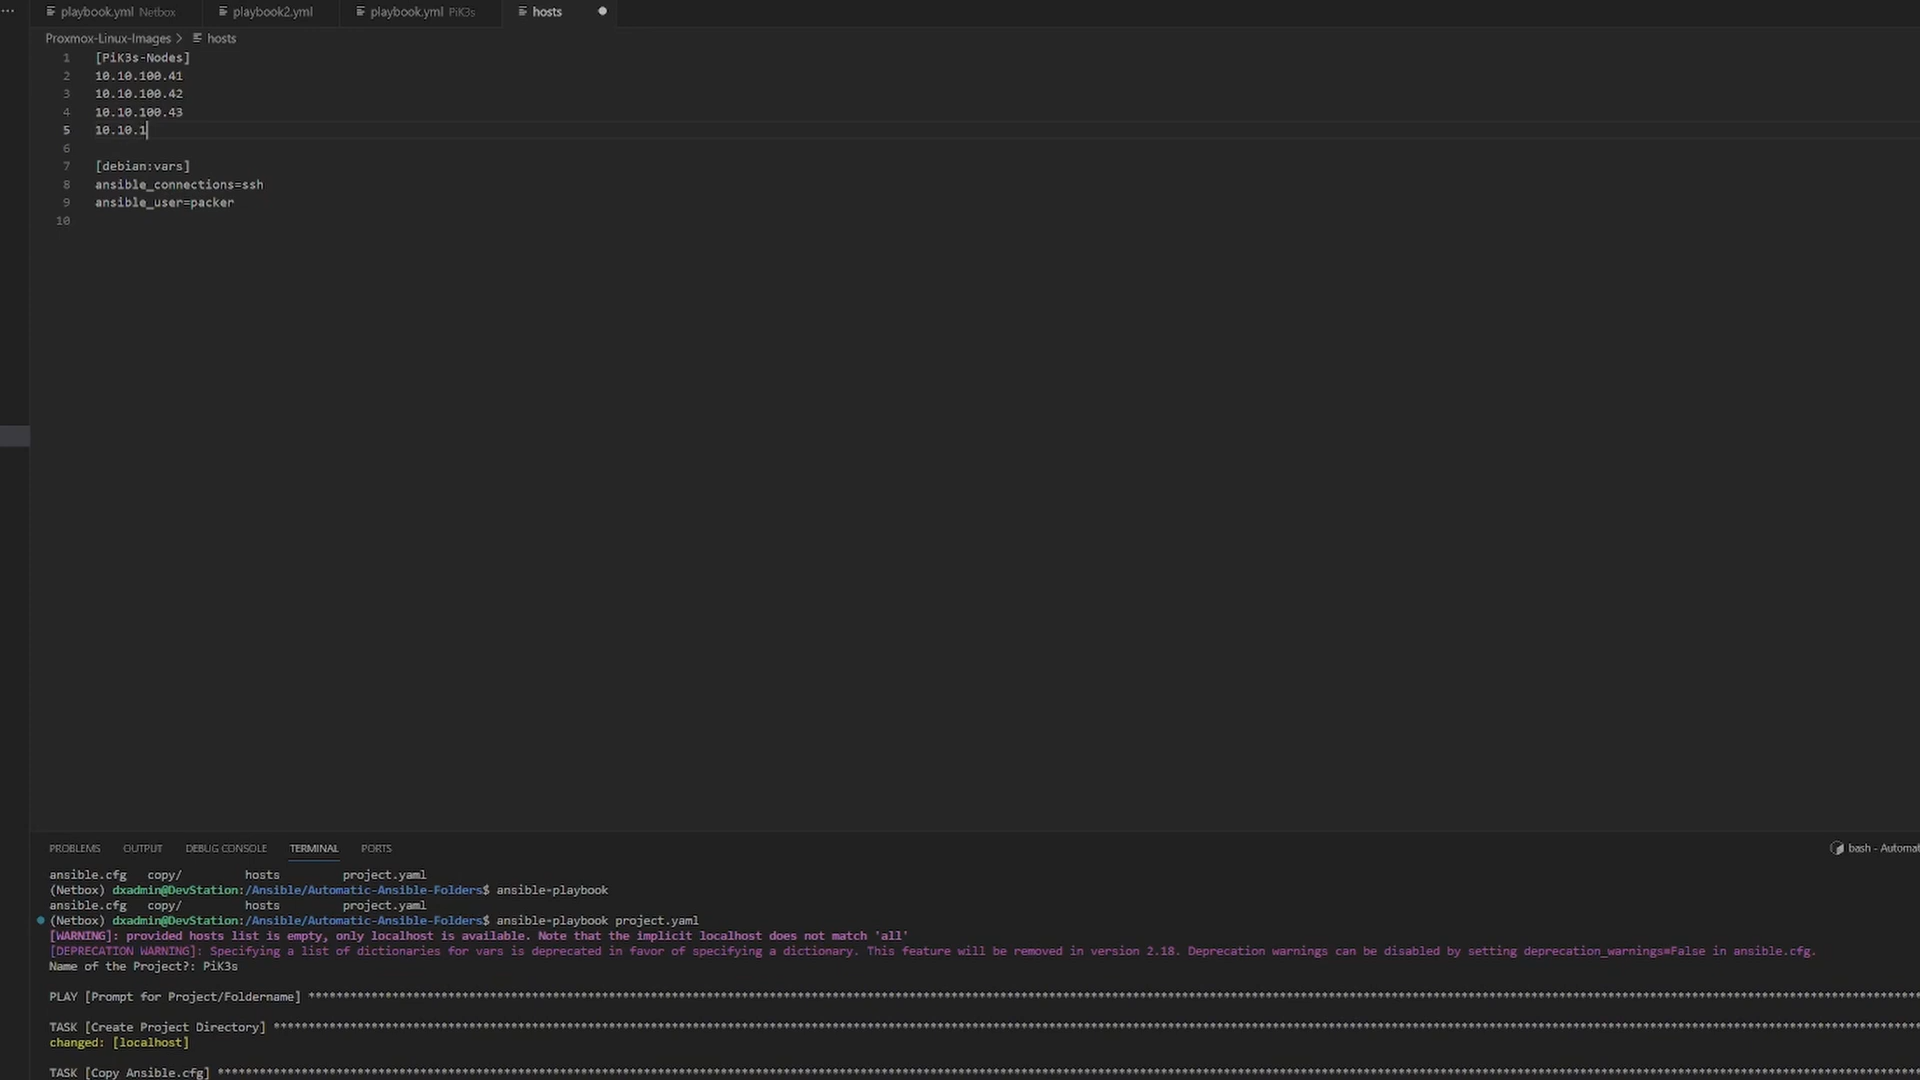 playbook.yml Netbox playbook2.yml playbook.yml PiK3s hosts
Proxmox-Linux-Images > hosts
1 [PiK3s-Nodes]
2 10.10.100.41
3 10.10.100.42
4 10.10.100.43
5 10.10.1
6
7 [debian:vars]
8 ansible_connections=ssh
9 ansible_user=packer
10
PROBLEMS OUTPUT DEBUG CONSOLE TERMINAL PORTS bash - Automat
ansible.cfg copy/ hosts project.yaml
(Netbox) dxadmin@DevStation:/Ansible/Automatic-Ansible-Folders$ ansible-playbook
ansible.cfg copy/ hosts project.yaml
(Netbox) dxadmin@DevStation:/Ansible/Automatic-Ansible-Folders$ ansible-playbook project.yaml
[WARNING]: provided hosts list is empty, only localhost is available. Note that the implicit localhost does not match 'all'
[DEPRECATION WARNING]: Specifying a list of dictionaries for vars is deprecated in favor of specifying a dictionary. This feature will be removed in version 2.18. Deprecation warnings can be disabled by setting deprecation_warnings=False in ansible.cfg.
Name of the Project?: PiK3s
PLAY [Prompt for Project/Foldername] ****************************************************************************************************
TASK [Create Project Directory] ****************************************************************************************************
changed: [localhost]
TASK [Copy Ansible.cfg] ****************************************************************************************************